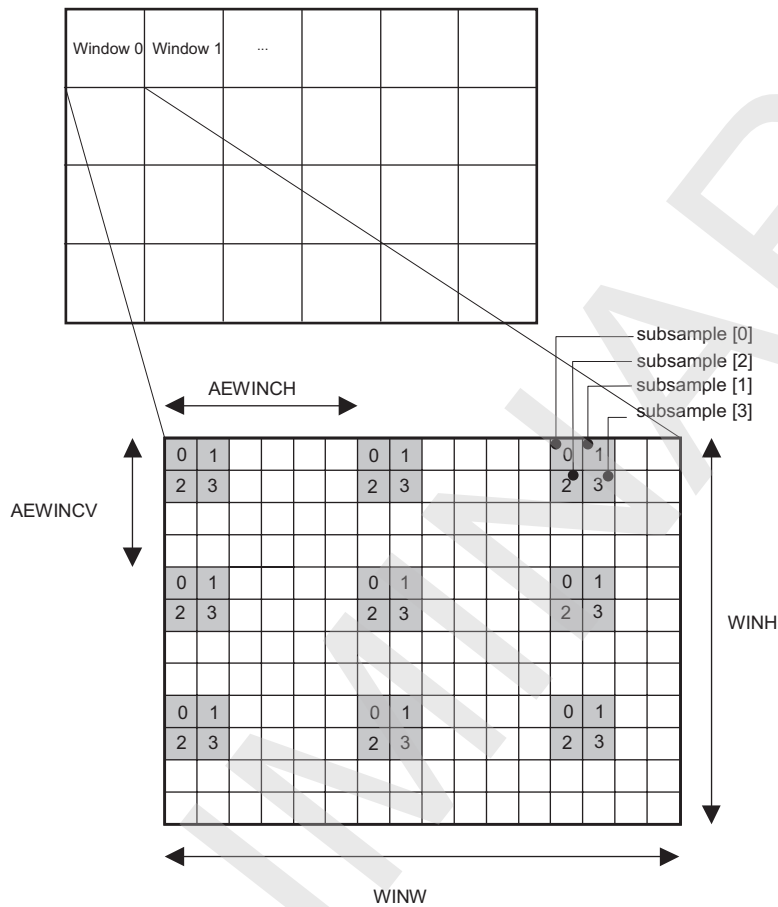 Window 0 Window 1 ...
subsample [0]
subsample [2]
subsample [1]
subsample [3]
AEWINCH
AEWINCV
0 1 0 1 0 1
2 3 2 3 2 3
0 1 0 1 0 1
2 3 2 3 2 3
WINH
0 1 0 1 0 1
2 3 2 3 2 3
WINW